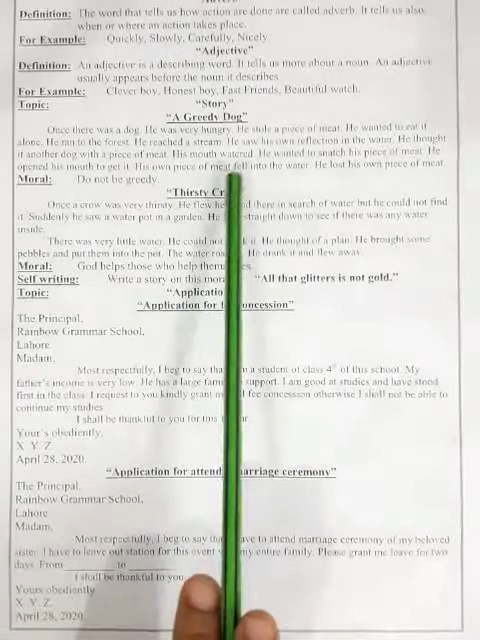 Definition: The word that tells us how action are done are called adverb. It tells us also,
when or where an action takes place.
For Example: Quickly, Slowly, Carefully, Nicely.
"Adjective"
Definition: An adjective is a describing word. It tells us more about a noun. An adjective
usually appears before the noun it describes.
For Example: Clever boy, Honest boy, Fast Friends, Beautiful watch.
Topic: "Story"
"A Greedy Dog"
Once there was a dog. He was very hungry. He stole a piece of meat. He wanted to eat it
alone. He ran to the forest. He reached a stream. He saw his own reflection in the water. He thought
it another dog with a piece of meat. His mouth watered. He wanted to snatch his piece of meat. He
opened his mouth to get it. His own piece of meat fell into the water. He lost his own piece of meat.
Moral: Do not be greedy.
"Thirsty Cr
Once a crow was very thirsty. He flew he nd there in search of water but he could not find
it. Suddenly he saw a water pot in a garden. He straight down to see if there was any water
inside.
There was very little water. He could not k it. He thought of a plan. He brought some
pebbles and put them into the pot. The water ros He drank it and flew away.
Moral: God helps those who help thems es.
Self writing: Write a story on this mora "All that glitters is not gold."
Topic: "Applicatio
"Application for f oncession"
The Principal,
Rainbow Grammar School,
Lahore.
Madam,
Most respectfully, I beg to say tha m a student of class 4th of this school. My
father's income is very low. He has a large fam support. I am good at studies and have stood
first in the class. I request to you kindly grant m ll fee concession otherwise I shall not be able to
continue my studies.
I shall be thankful to you for this ur.
Your's obediently,
X Y Z
April 28, 2020.
"Application for attend arriage ceremony"
The Principal,
Rainbow Grammar School,
Lahore
Madam,
Most respectfully, I beg to say tha ave to attend marriage ceremony of my beloved
sister. I have to leave out station for this event my entire family. Please grant me leave for two
days. From ________ to ________
I shall be thankful to you
Yours obediently
X Y Z
April 28, 2020.